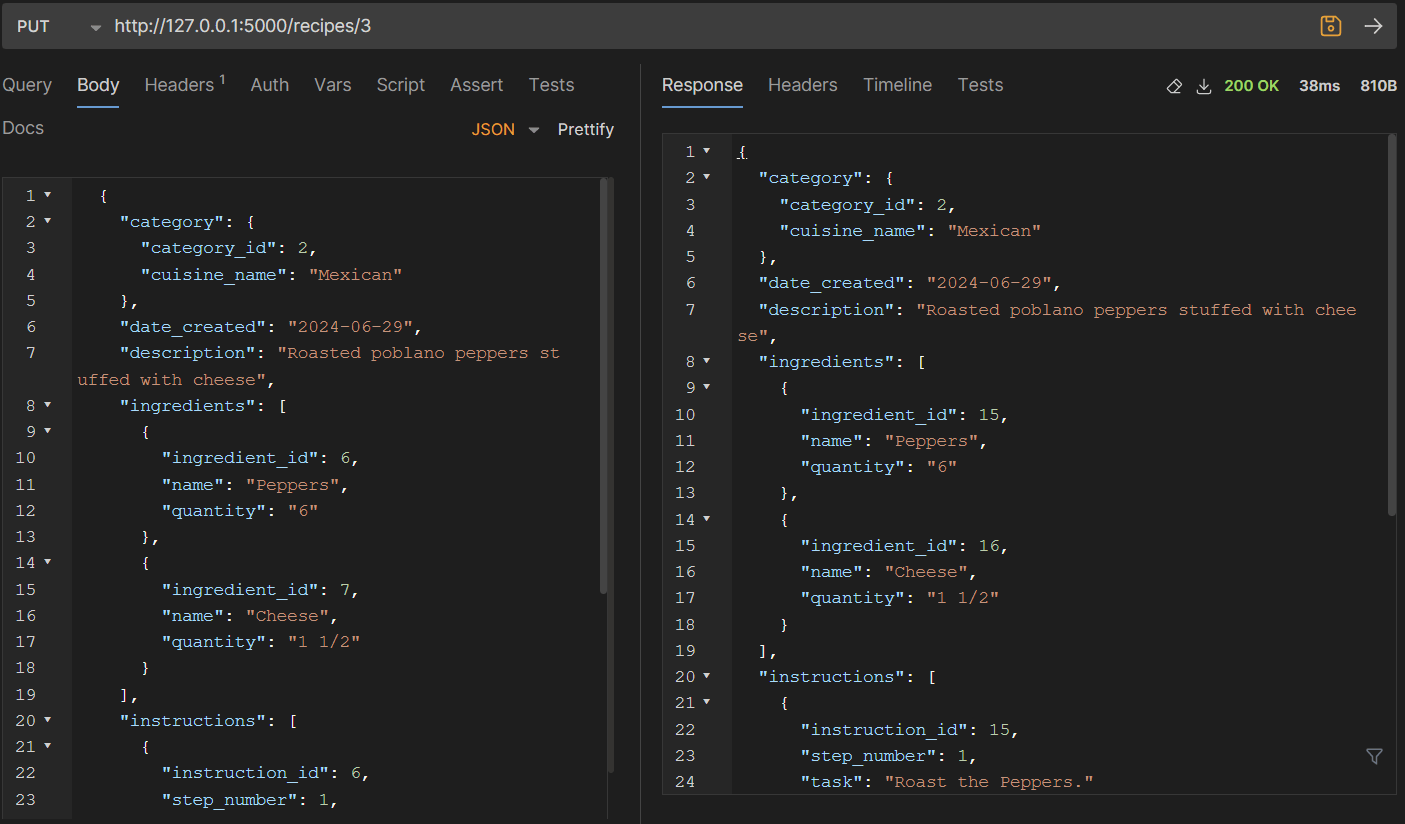 PUT http://127.0.0.1:5000/recipes/3
Query Body Headers 1 Auth Vars Script Assert Tests
Docs
JSON Prettify
1 {
2 "category": {
3 "category_id": 2,
4 "cuisine_name": "Mexican"
5 },
6 "date_created": "2024-06-29",
7 "description": "Roasted poblano peppers st
uffed with cheese",
8 "ingredients": [
9 {
10 "ingredient_id": 6,
11 "name": "Peppers",
12 "quantity": "6"
13 },
14 {
15 "ingredient_id": 7,
16 "name": "Cheese",
17 "quantity": "1 1/2"
18 }
19 ],
20 "instructions": [
21 {
22 "instruction_id": 6,
23 "step_number": 1,
Response Headers Timeline Tests 200 OK 38ms 810B
1 {
2 "category": {
3 "category_id": 2,
4 "cuisine_name": "Mexican"
5 },
6 "date_created": "2024-06-29",
7 "description": "Roasted poblano peppers stuffed with chee
se",
8 "ingredients": [
9 {
10 "ingredient_id": 15,
11 "name": "Peppers",
12 "quantity": "6"
13 },
14 {
15 "ingredient_id": 16,
16 "name": "Cheese",
17 "quantity": "1 1/2"
18 }
19 ],
20 "instructions": [
21 {
22 "instruction_id": 15,
23 "step_number": 1,
24 "task": "Roast the Peppers."